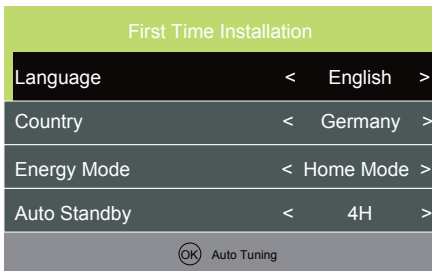 First Time Installation
Language < English >
Country < Germany >
Energy Mode < Home Mode >
Auto Standby < 4H >
OK Auto Tuning